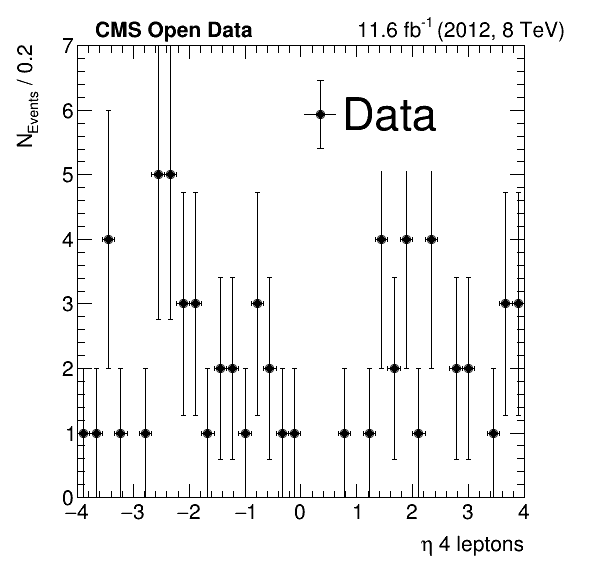 CMS Open Data 11.6 fb⁻¹ (2012, 8 TeV)
N_Events / 0.2
7
6
5
4
3
2
1
0
Data
−4 −3 −2 −1 0 1 2 3 4
η 4 leptons